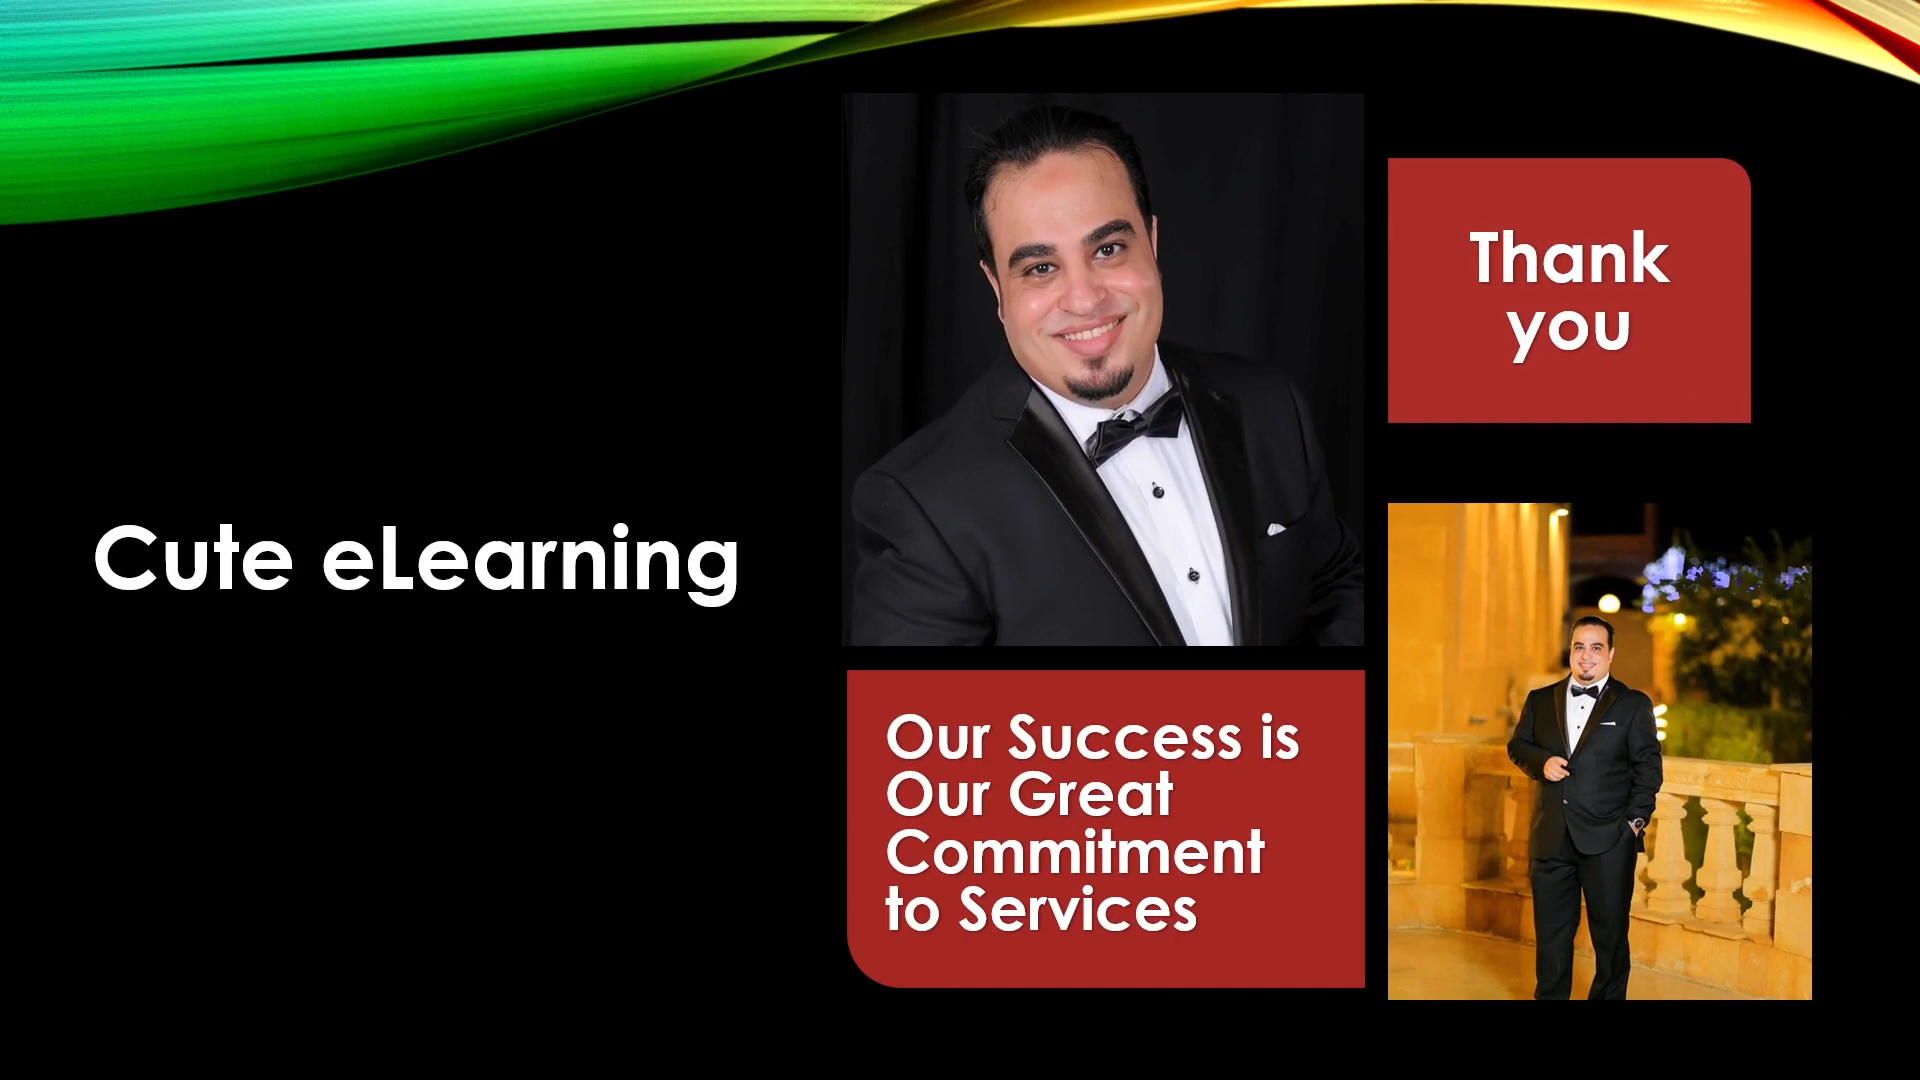 Cute eLearning
Thank
you
Our Success is
Our Great
Commitment
to Services